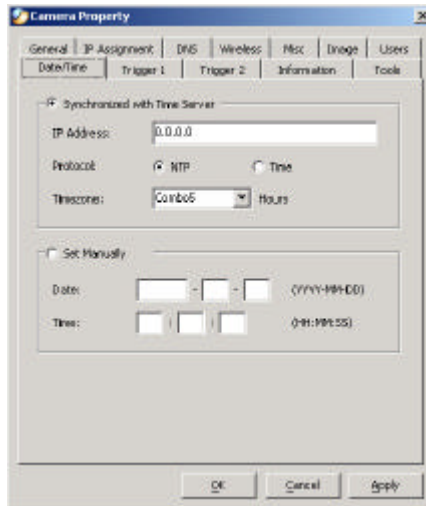 Camera Property
General IP Assignment DNS Wireless Misc Image Users
Date/Time Trigger 1 Trigger 2 Information Tools
Synchronized with Time Server
IP Address: 0.0.0.0
Protocol: NTP Time
Timezone: Combo5 Hours
Set Manually
Date: - - (YYYY-MM-DD)
Time: : : (HH:MM:SS)
OK Cancel Apply